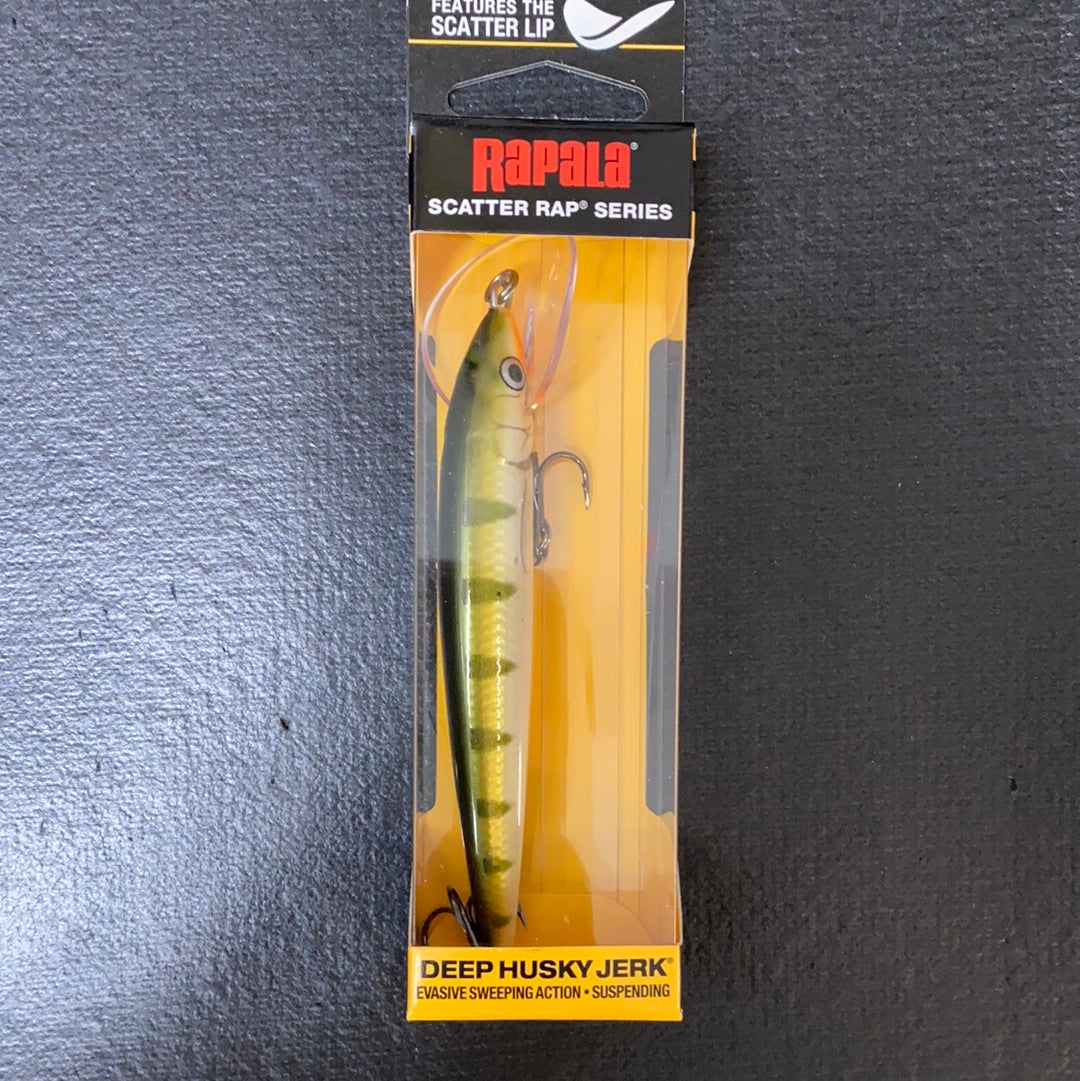 FEATURES THE
SCATTER LIP
Rapala®
SCATTER RAP® SERIES
DEEP HUSKY JERK®
EVASIVE SWEEPING ACTION • SUSPENDING